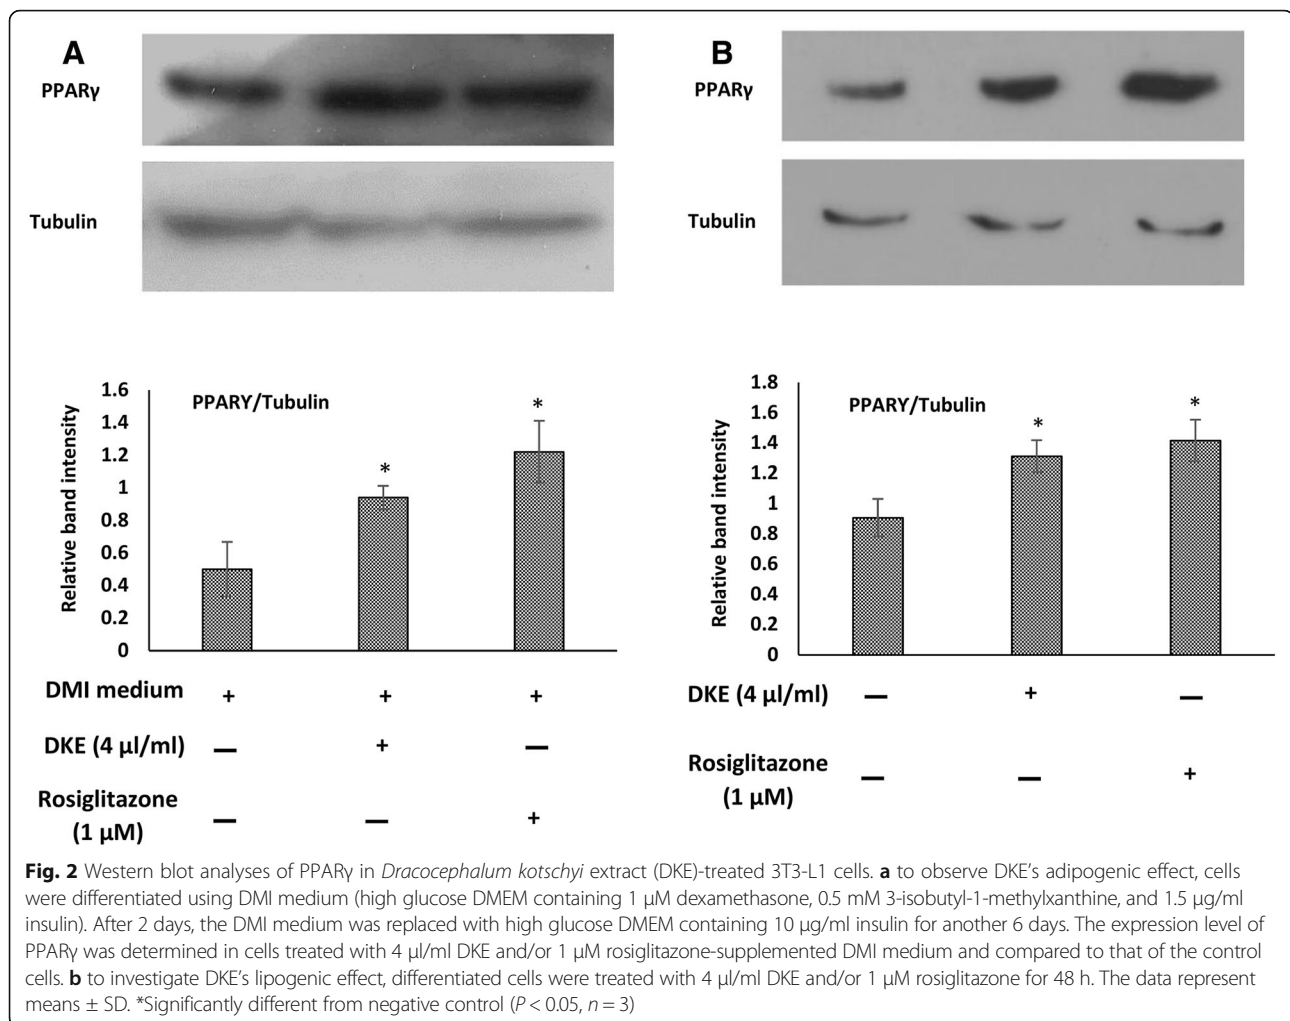 A
PPARγ
Tubulin
B
PPARγ
Tubulin
1.6
1.4
1.2
1
0.8
0.6
0.4
0.2
0
Relative band intensity
PPARY/Tubulin
*
*
DMI medium + + +
DKE (4 µl/ml) — + —
Rosiglitazone
(1 µM) — — +
1.8
1.6
1.4
1.2
1
0.8
0.6
0.4
0.2
0
Relative band intensity
PPARY/Tubulin
*
*
DKE (4 µl/ml) — + —
Rosiglitazone
(1 µM) — — +
Fig. 2 Western blot analyses of PPARγ in Dracocephalum kotschyi extract (DKE)-treated 3T3-L1 cells. a to observe DKE's adipogenic effect, cells
were differentiated using DMI medium (high glucose DMEM containing 1 µM dexamethasone, 0.5 mM 3-isobutyl-1-methylxanthine, and 1.5 µg/ml
insulin). After 2 days, the DMI medium was replaced with high glucose DMEM containing 10 µg/ml insulin for another 6 days. The expression level of
PPARγ was determined in cells treated with 4 µl/ml DKE and/or 1 µM rosiglitazone-supplemented DMI medium and compared to that of the control
cells. b to investigate DKE's lipogenic effect, differentiated cells were treated with 4 µl/ml DKE and/or 1 µM rosiglitazone for 48 h. The data represent
means ± SD. *Significantly different from negative control (P < 0.05, n = 3)